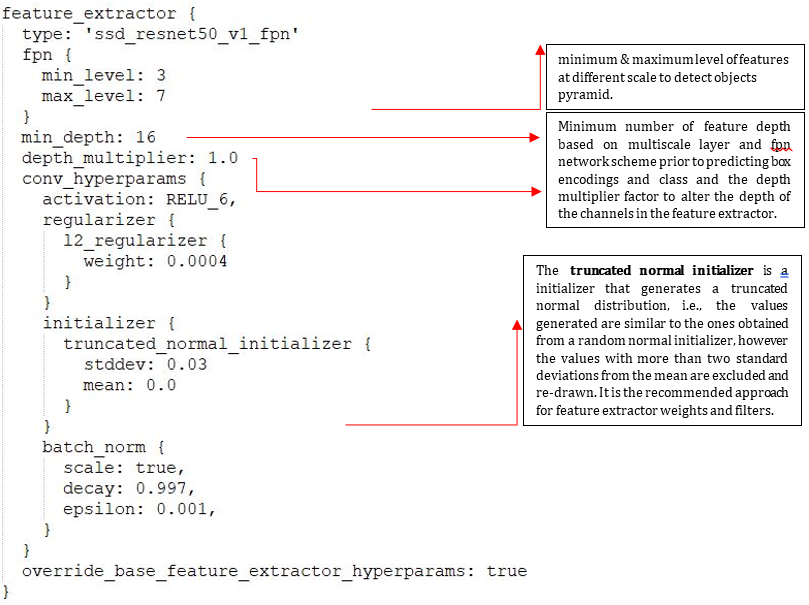 feature_extractor {
type: 'ssd_resnet50_v1_fpn'
fpn {
min_level: 3
max_level: 7
}
min_depth: 16
depth_multiplier: 1.0
conv_hyperparams {
activation: RELU_6,
regularizer {
l2_regularizer {
weight: 0.0004
}
}
initializer {
truncated_normal_initializer {
stddev: 0.03
mean: 0.0
}
}
batch_norm {
scale: true,
decay: 0.997,
epsilon: 0.001,
}
}
override_base_feature_extractor_hyperparams: true
}
minimum & maximum level of features
at different scale to detect objects
pyramid.
Minimum number of feature depth
based on multiscale layer and fpn
network scheme prior to predicting box
encodings and class and the depth
multiplier factor to alter the depth of
the channels in the feature extractor.
The truncated normal initializer is a
initializer that generates a truncated
normal distribution, i.e., the values
generated are similar to the ones obtained
from a random normal initializer, however
the values with more than two standard
deviations from the mean are excluded and
re-drawn. It is the recommended approach
for feature extractor weights and filters.